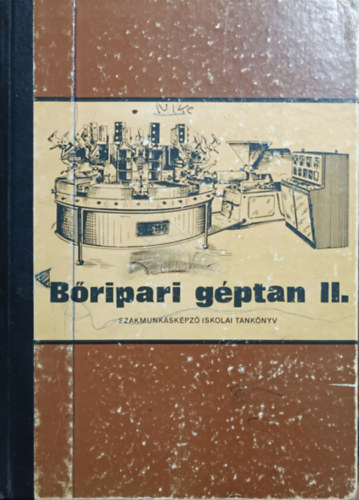 Bőripari géptan II.
SZAKMUNKÁSKÉPZŐ ISKOLAI TANKÖNYV